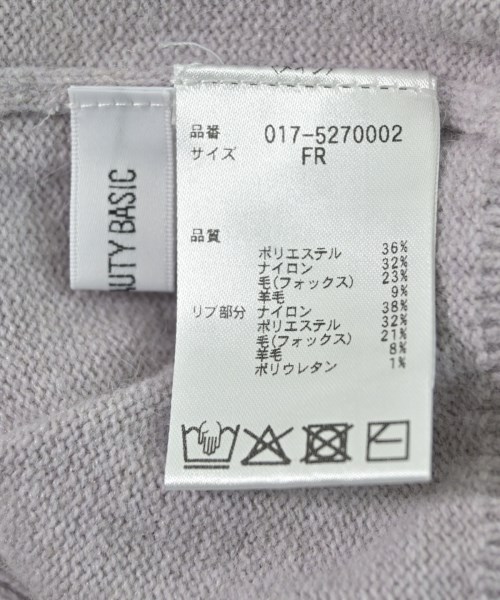 AUTY BASIC
品番 017-5270002
サイズ FR
品質
ポリエステル 36%
ナイロン 32%
毛(フォックス) 23%
羊毛 9%
リブ部分 ナイロン 38%
ポリエステル 32%
毛(フォックス) 21%
羊毛 8%
ポリウレタン 1%